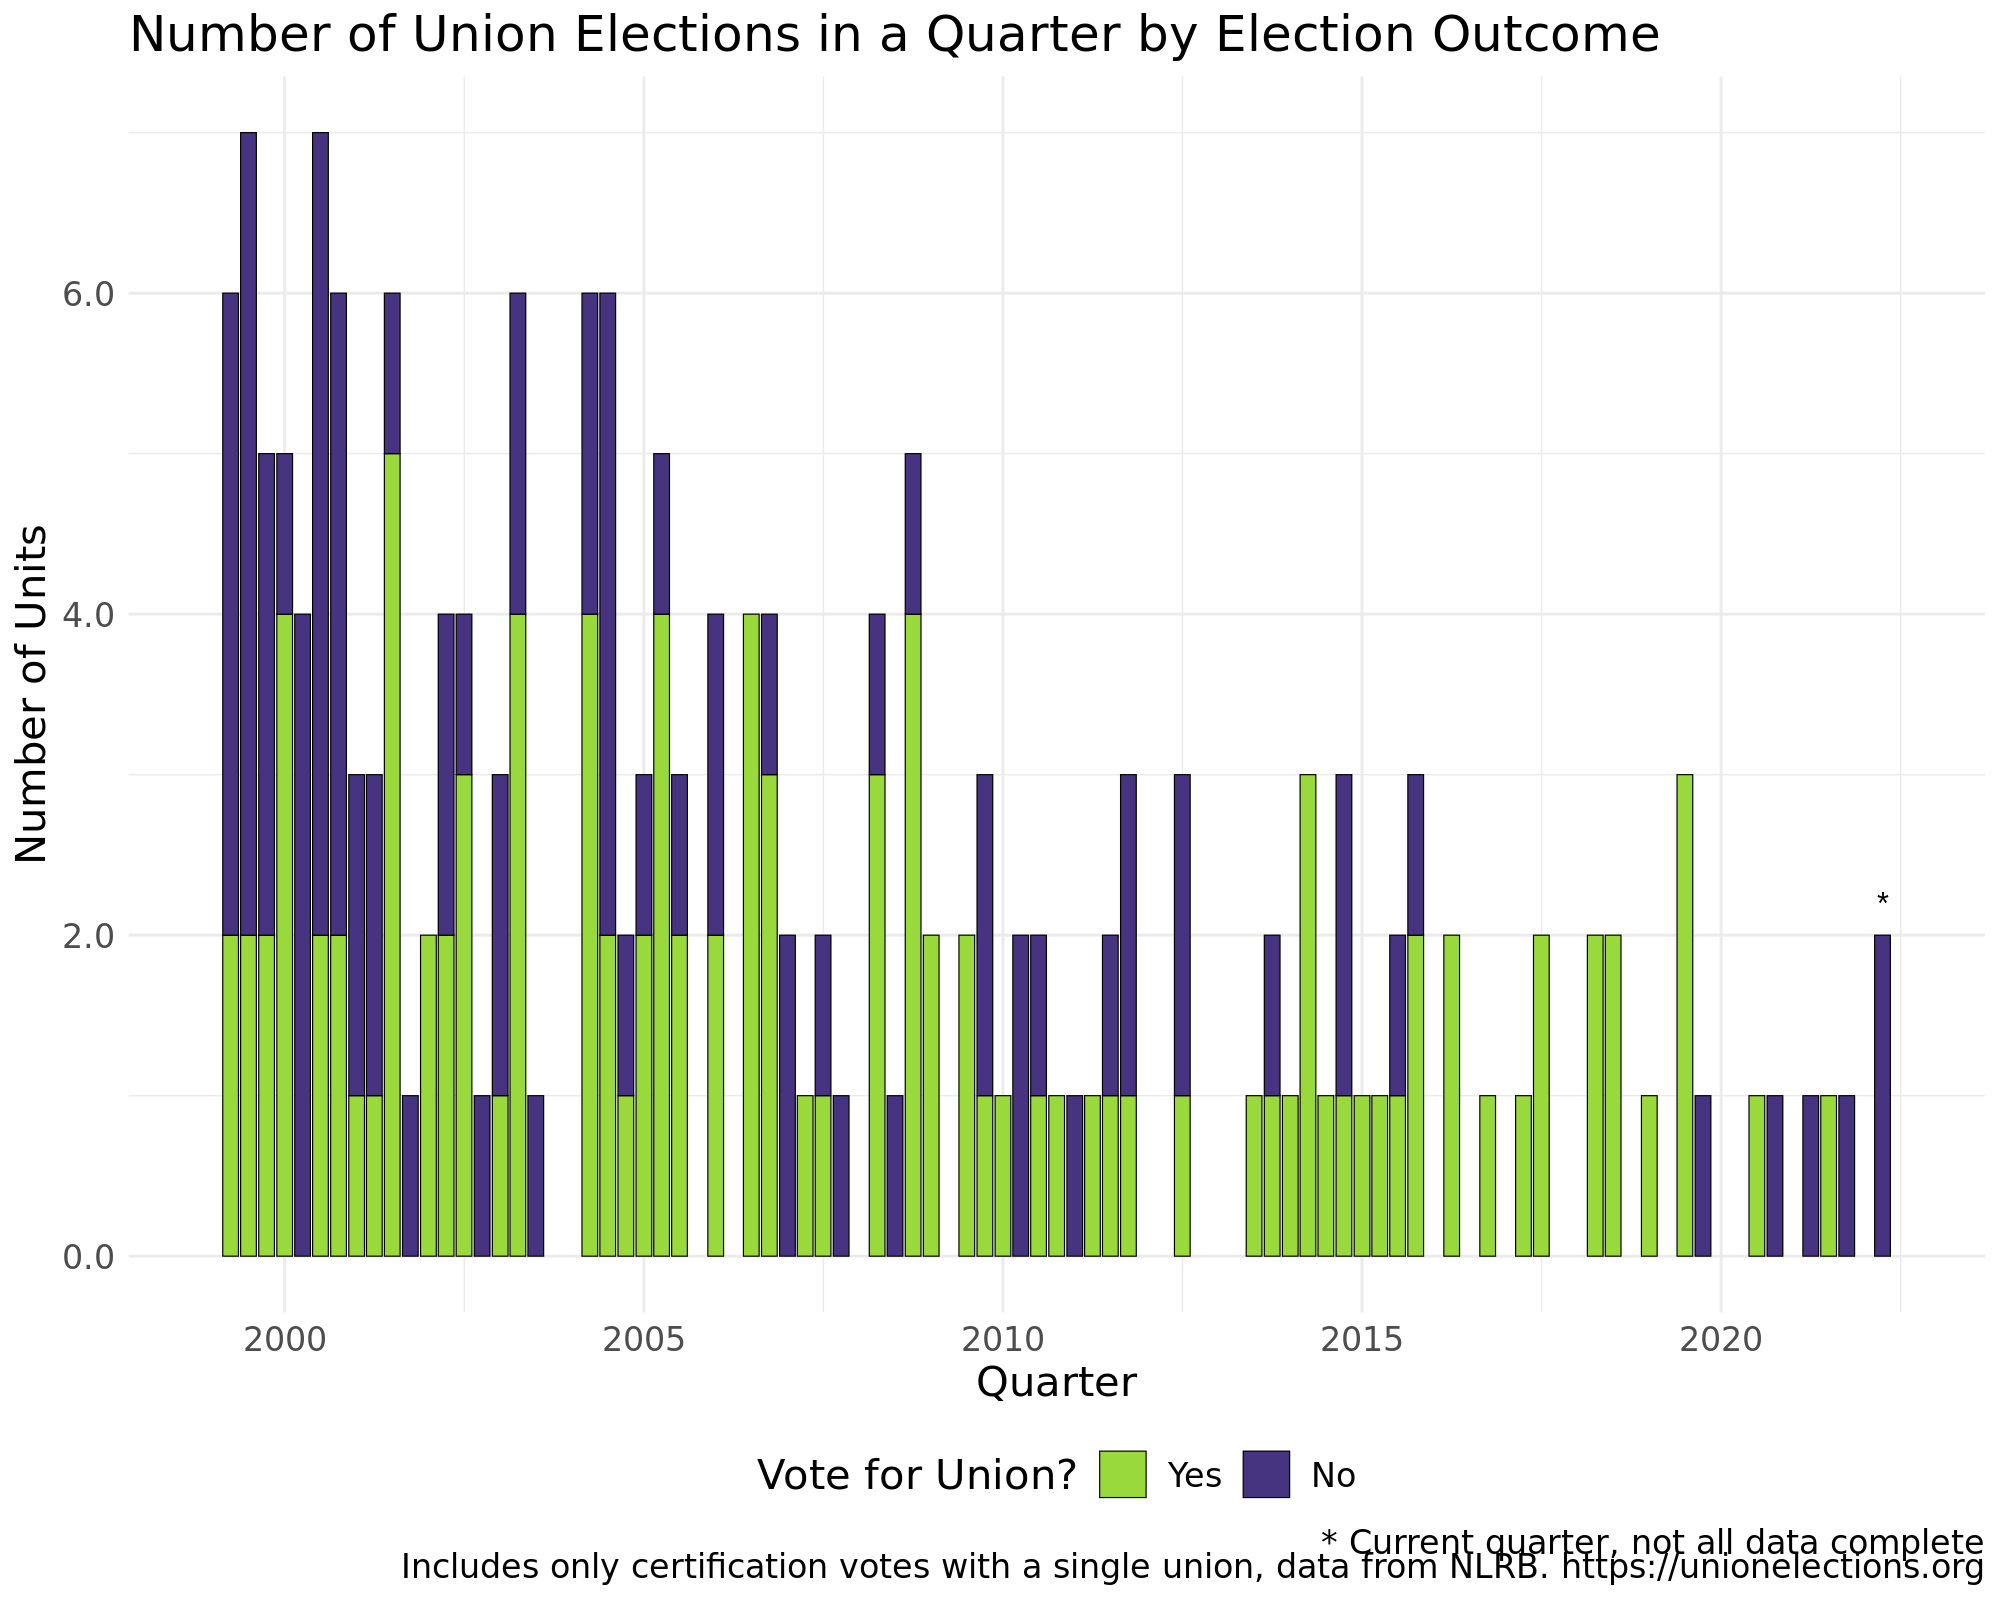 Number of Union Elections in a Quarter by Election Outcome
Number of Units
6.0
4.0
2.0
0.0
*
2000 2005 2010 2015 2020
Quarter
Vote for Union? Yes No
* Current quarter, not all data complete
Includes only certification votes with a single union, data from NLRB. https://unionelections.org